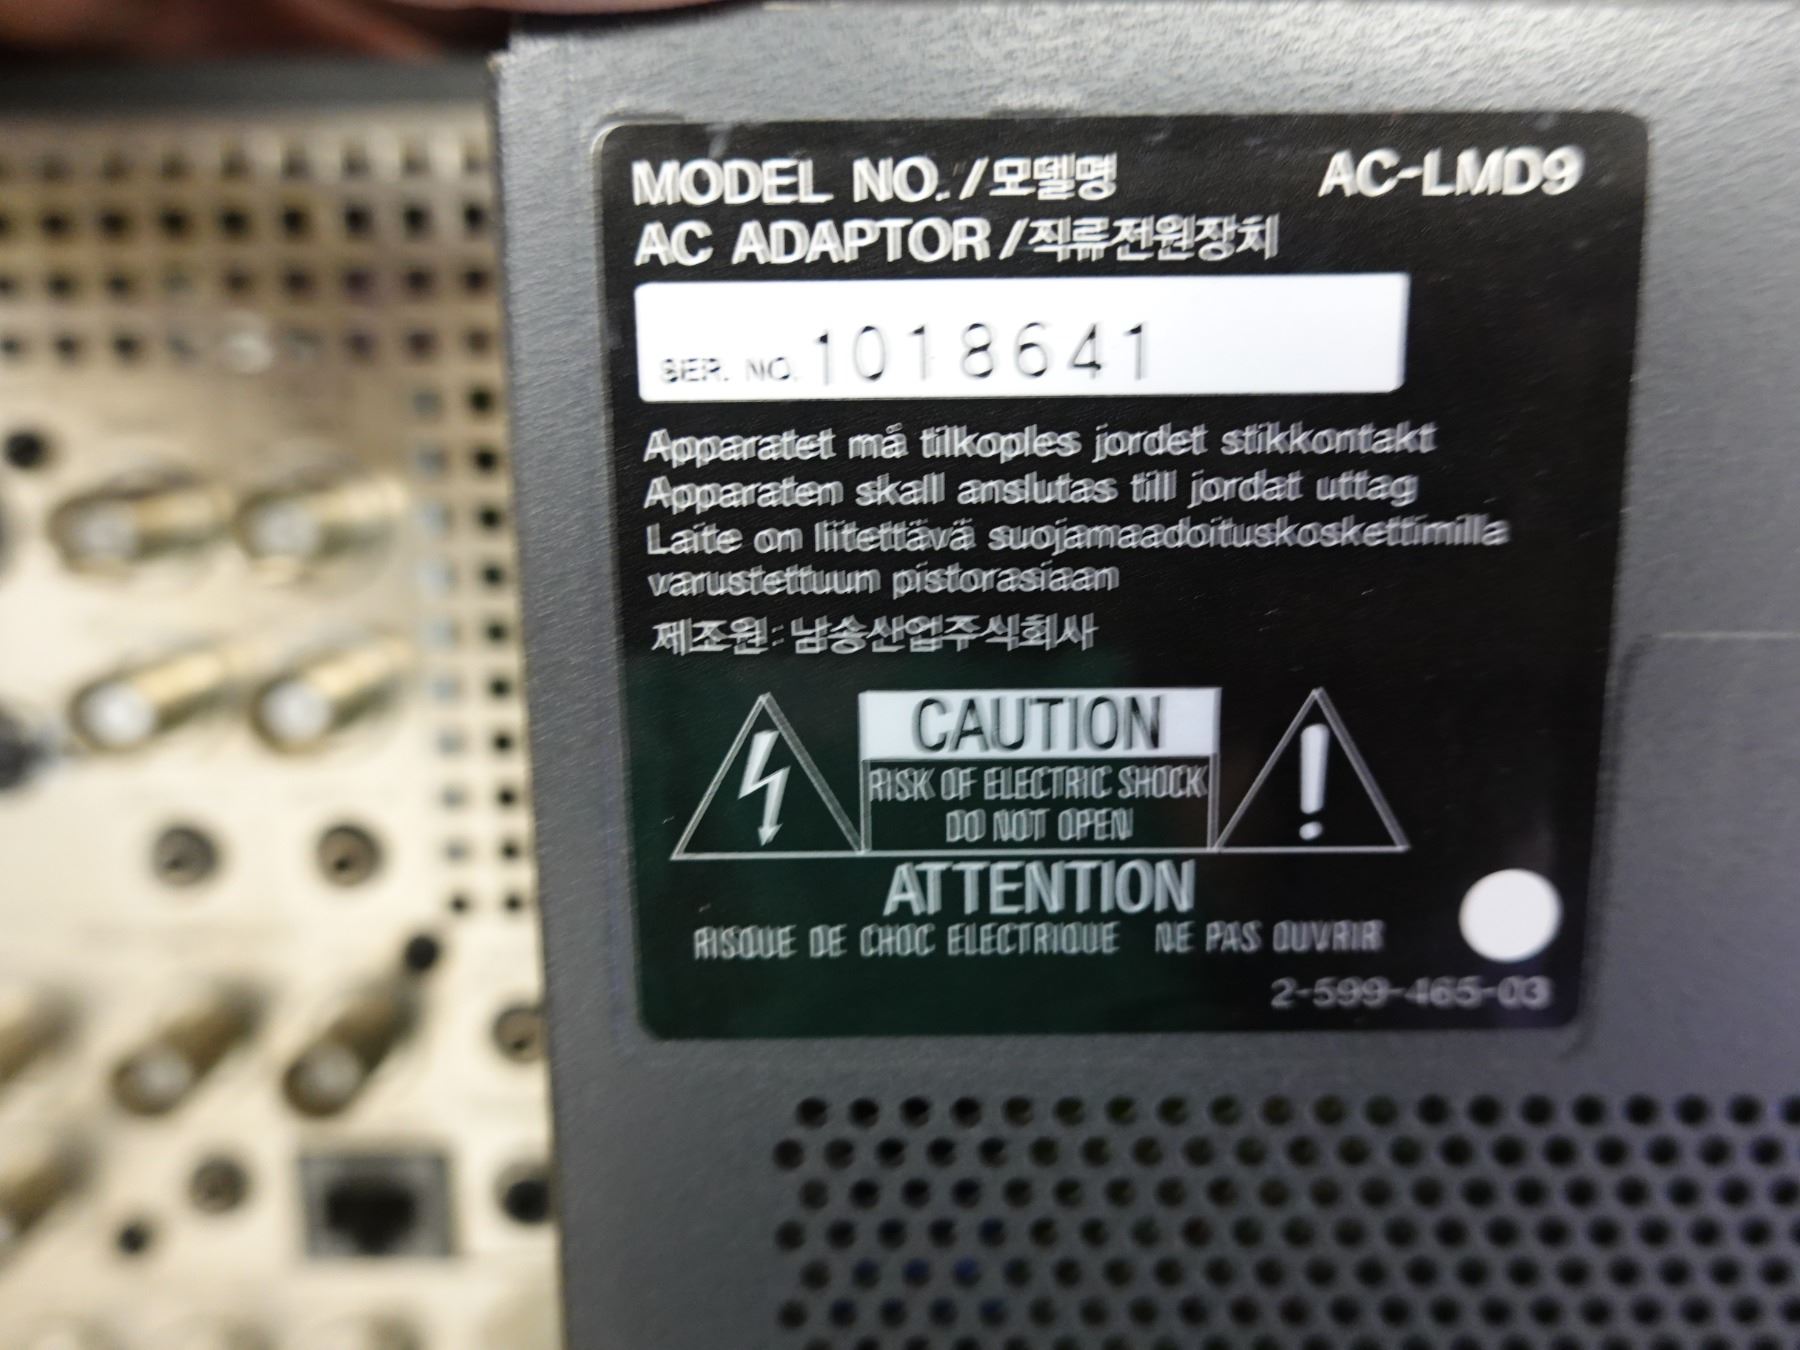 MODEL NO./모델명 AC-LMD9
AC ADAPTOR/직류전원장치
SER. NO. 1018641
Apparatet må tilkoples jordet stikkontakt
Apparaten skall anslutas till jordat uttag
Laite on liitettävä suojamaadoituskoskettimilla
varustettuun pistorasiaan
제조원: 남송산업주식회사
CAUTION
RISK OF ELECTRIC SHOCK
DO NOT OPEN
ATTENTION
RISQUE DE CHOC ELECTRIQUE NE PAS OUVRIR
2-599-465-03